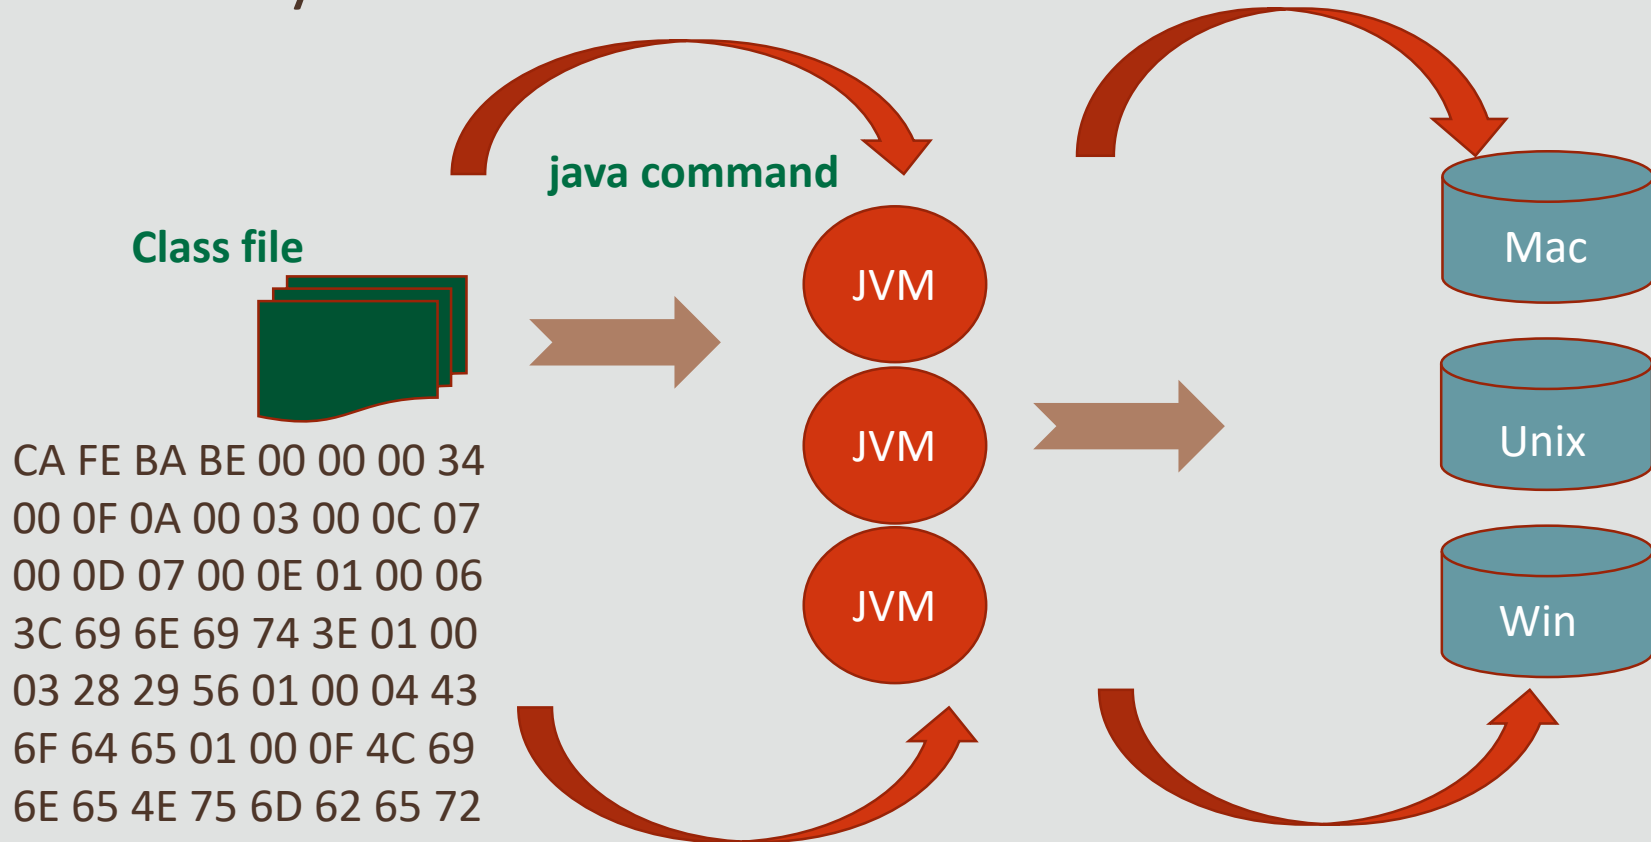 java command
Class file
JVM
JVM
JVM
Mac
Unix
Win
CA FE BA BE 00 00 00 34
00 0F 0A 00 03 00 0C 07
00 0D 07 00 0E 01 00 06
3C 69 6E 69 74 3E 01 00
03 28 29 56 01 00 04 43
6F 64 65 01 00 0F 4C 69
6E 65 4E 75 6D 62 65 72